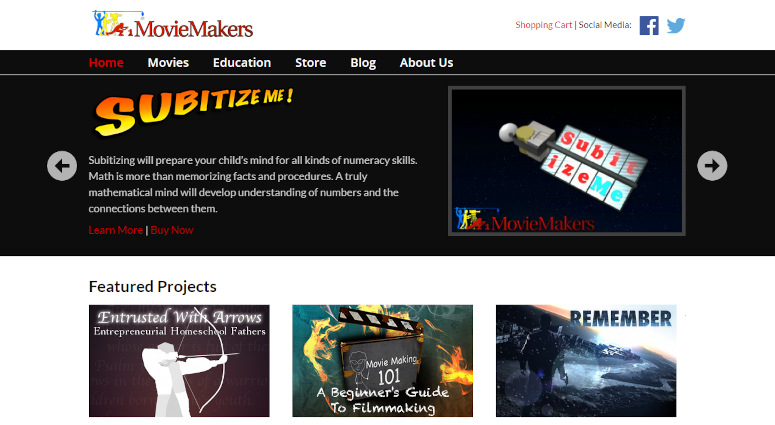 MovieMakers
Shopping Cart | Social Media:
Home Movies Education Store Blog About Us
SUBITIZE ME!
Subitizing will prepare your child's mind for all kinds of numeracy skills.
Math is more than memorizing facts and procedures. A truly
mathematical mind will develop understanding of numbers and the
connections between them.
Learn More | Buy Now
Subit
izeMe
MovieMakers
Featured Projects
Entrusted With Arrows
Entrepreneurial Homeschool Fathers
Movie Making
101
A Beginner's Guide
To Filmmaking
REMEMBER